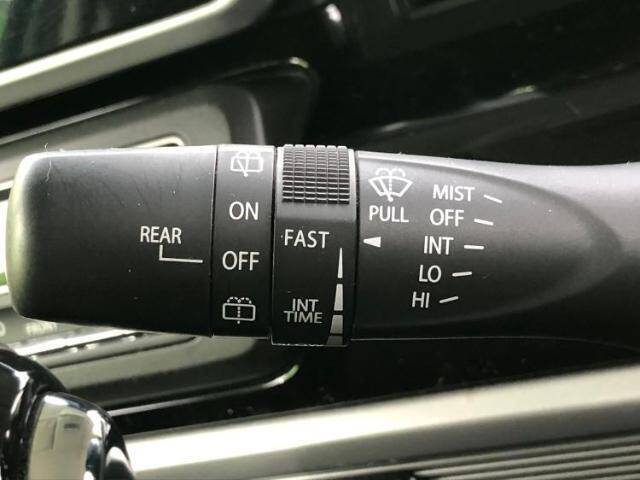 REAR
ON
OFF
FAST
INT
TIME
PULL
MIST
OFF
INT
LO
HI